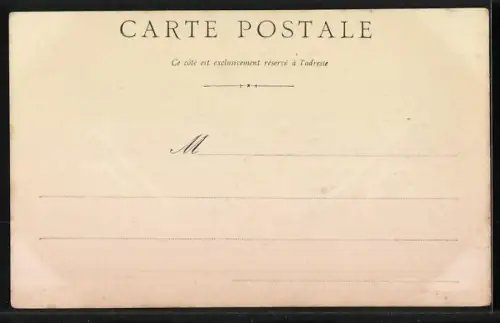 CARTE POSTALE
Ce côté est exclusivement réservé à l'adresse
M